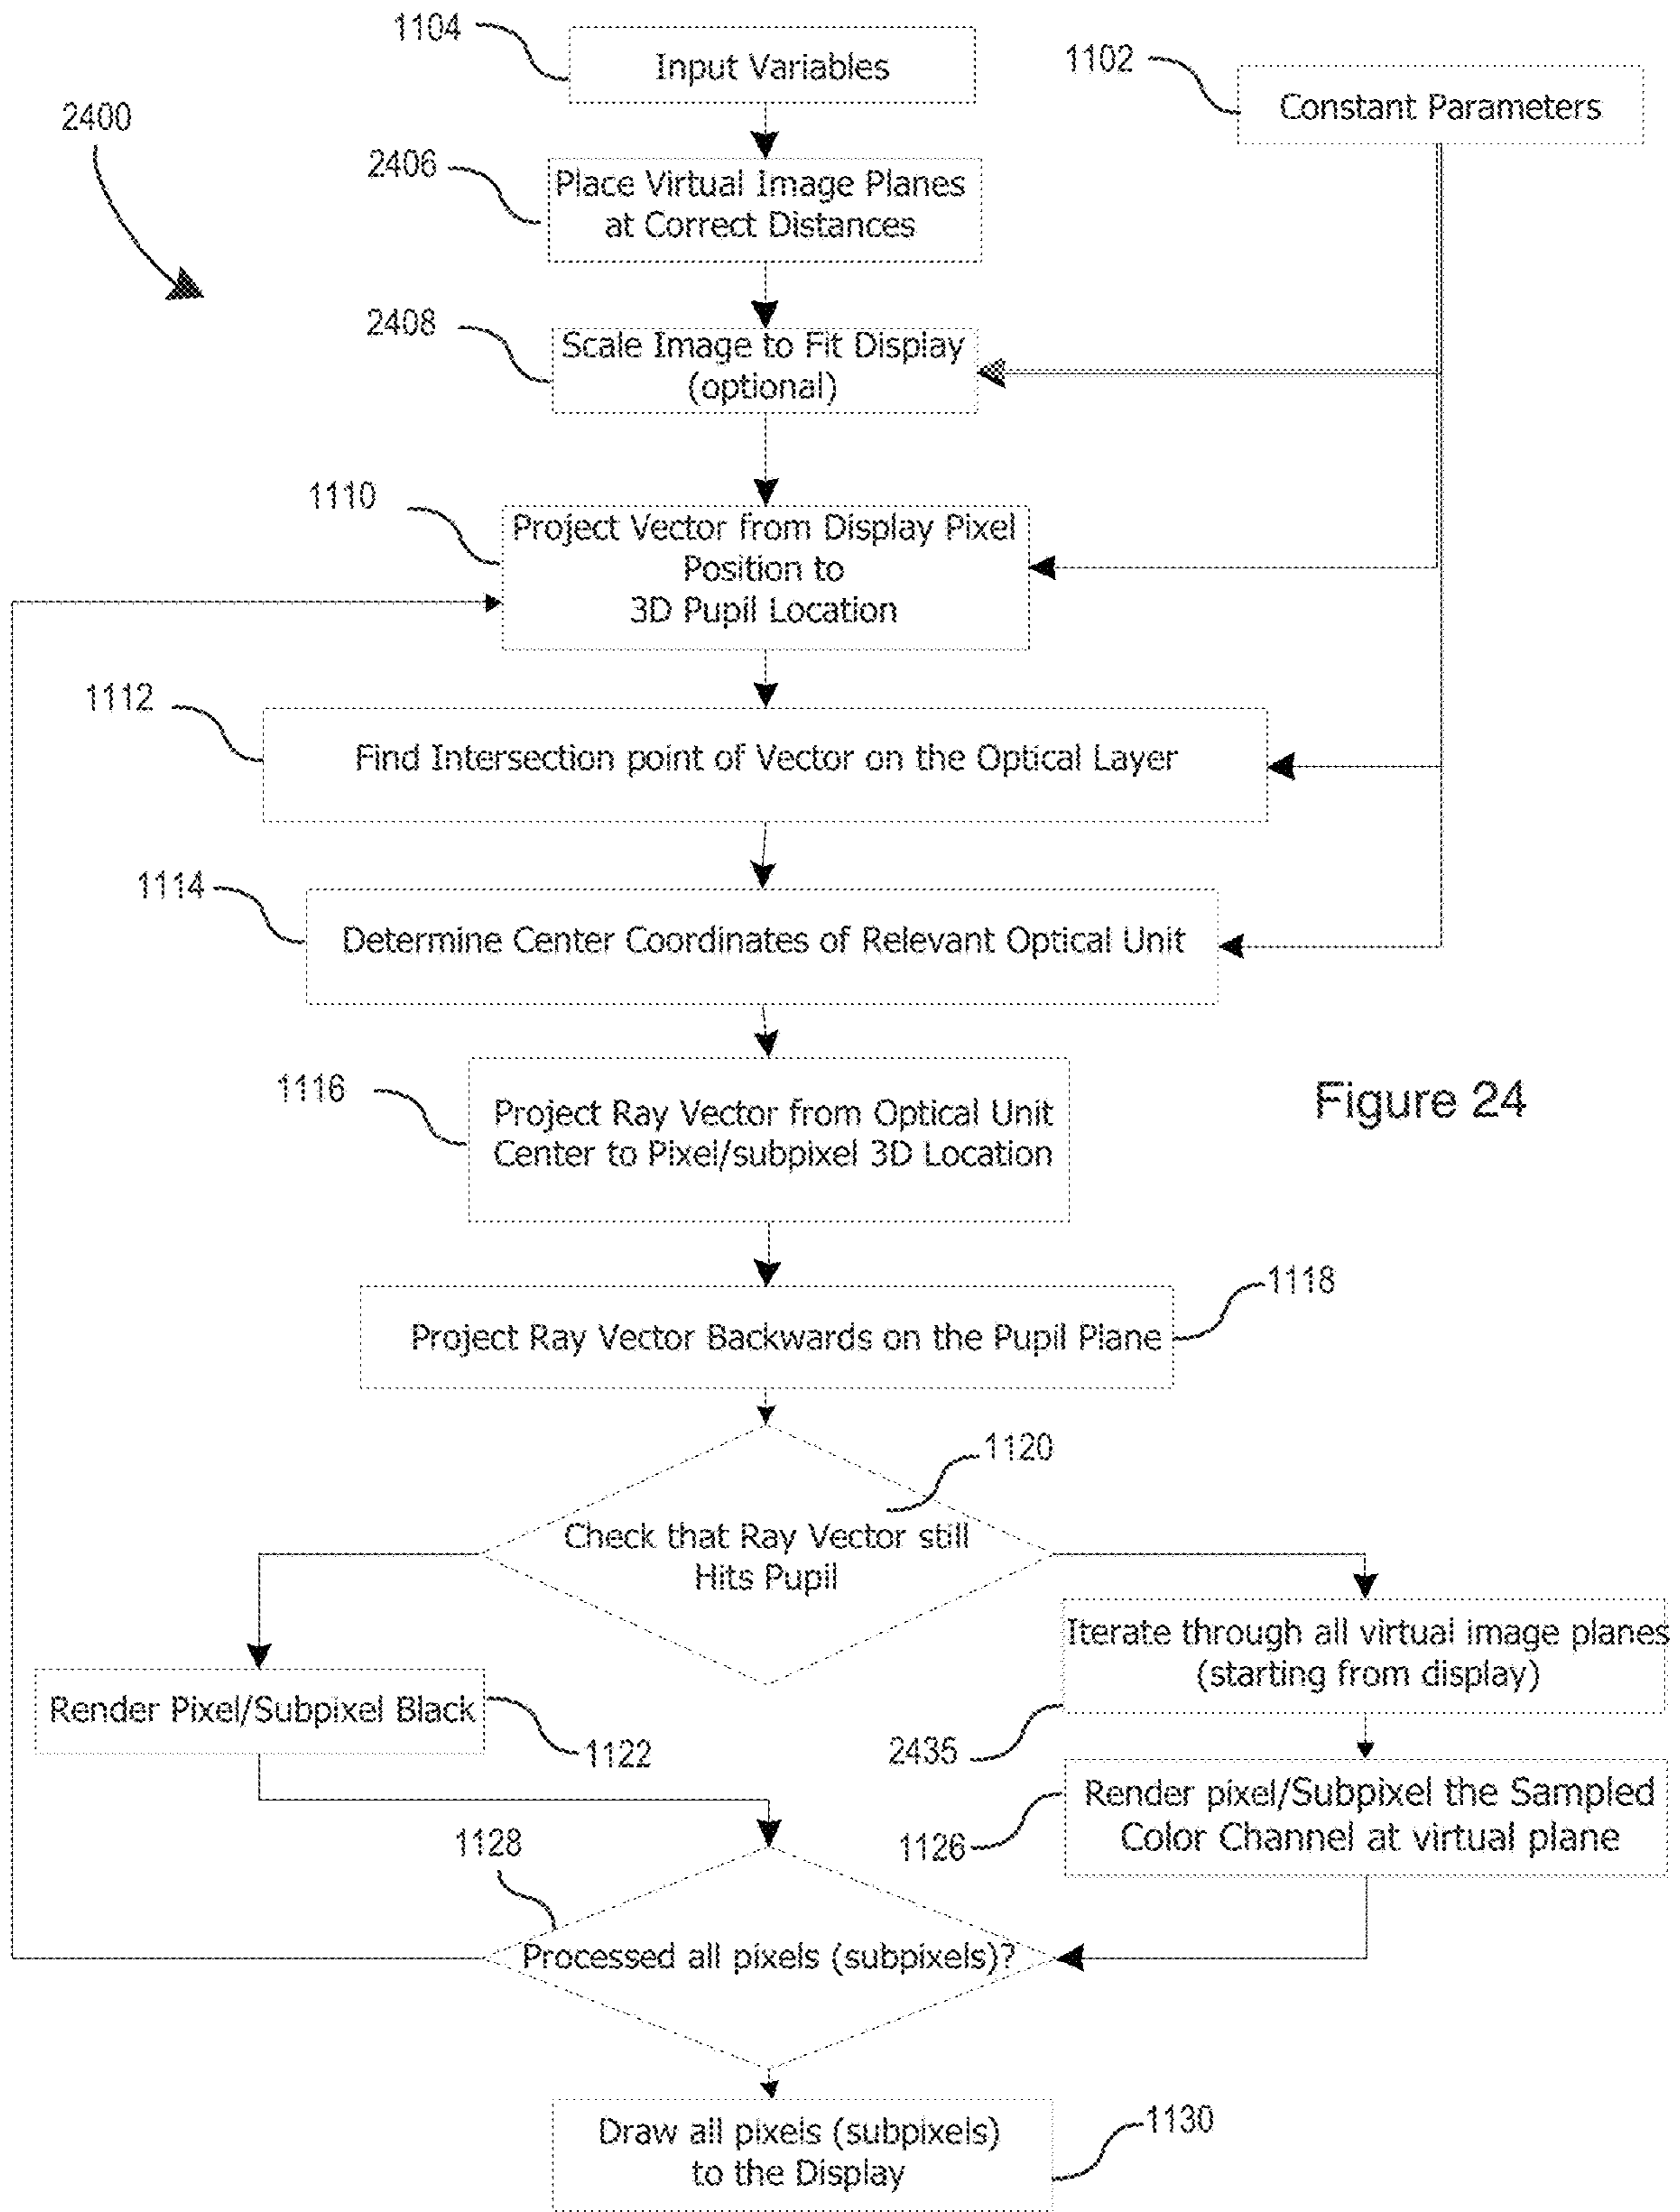 1104
Input Variables
1102
Constant Parameters
2400
2406
Place Virtual Image Planes
at Correct Distances
2408
Scale Image to Fit Display
(optional)
1110
Project Vector from Display Pixel
Position to
3D Pupil Location
1112
Find Intersection point of Vector on the Optical Layer
1114
Determine Center Coordinates of Relevant Optical Unit
1116
Project Ray Vector from Optical Unit
Center to Pixel/subpixel 3D Location
Figure 24
1118
Project Ray Vector Backwards on the Pupil Plane
1120
Check that Ray Vector still
Hits Pupil
Iterate through all virtual image planes
(starting from display)
Render Pixel/Subpixel Black
1122
2435
Render pixel/Subpixel the Sampled
Color Channel at virtual plane
1126
1128
Processed all pixels (subpixels)?
Draw all pixels (subpixels)
to the Display
1130